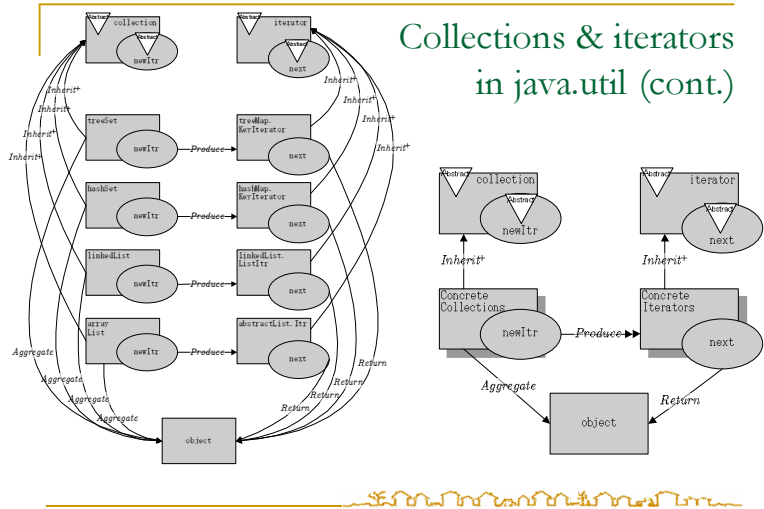 Collections & iterators
in java.util (cont.)
Abstract
collection
Abstract
newItr
Abstract
iterator
Abstract
next
Inherit+
Inherit+
Inherit+
Inherit+
Inherit+
Inherit+
Inherit+
Inherit+
treeSet
newItr
Produce
treeMap.
KeyIterator
next
hashSet
newItr
Produce
hashMap.
KeyIterator
next
linkedList
newItr
Produce
linkedList.
ListItr
next
array
List
newItr
Produce
abstractList.Itr
next
Aggregate
Aggregate
Aggregate
Aggregate
Return
Return
Return
Return
object
Abstract
collection
Abstract
newItr
Abstract
iterator
Abstract
next
Inherit+
Inherit+
Concrete
Collections
newItr
Produce
Concrete
Iterators
next
Aggregate
Return
object